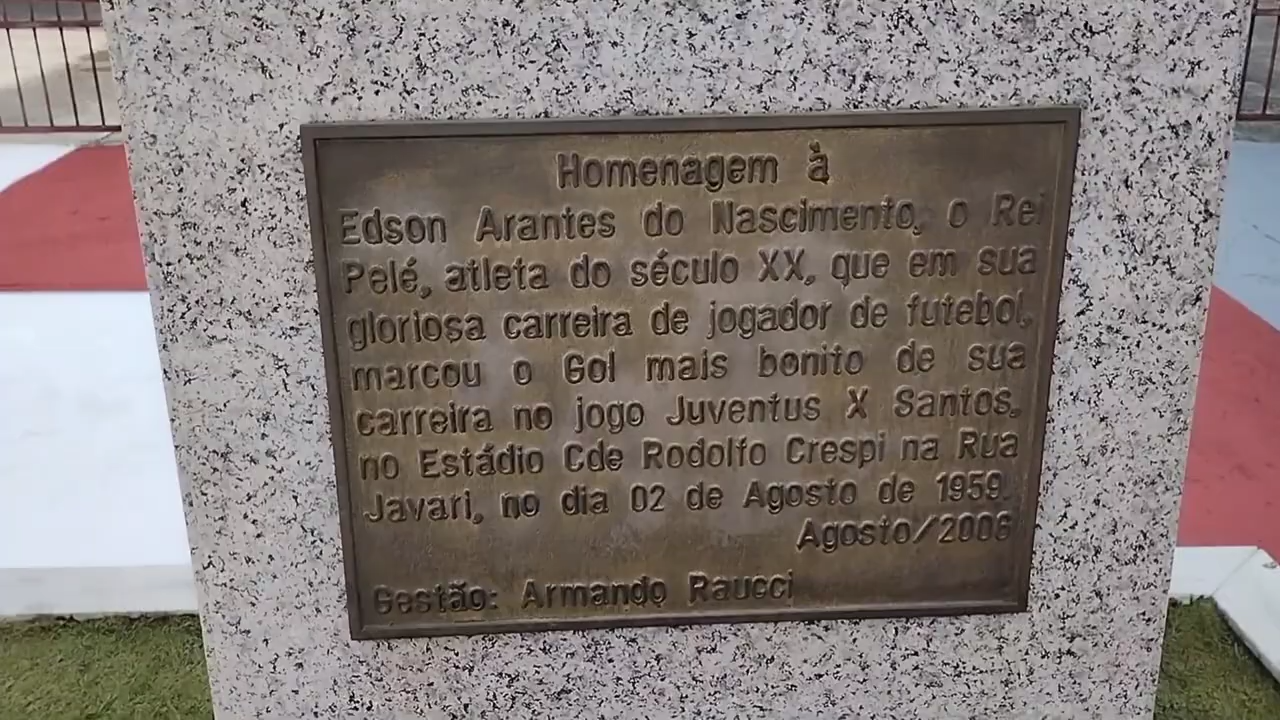 Homenagem à
Edson Arantes do Nascimento, o Rei
Pelé, atleta do século XX, que em sua
gloriosa carreira de jogador de futebol,
marcou o Gol mais bonito de sua
carreira no jogo Juventus X Santos,
no Estádio Cde Rodolfo Crespi na Rua
Javari, no dia 02 de Agosto de 1959.
Agosto/2006
Gestão: Armando Raucci